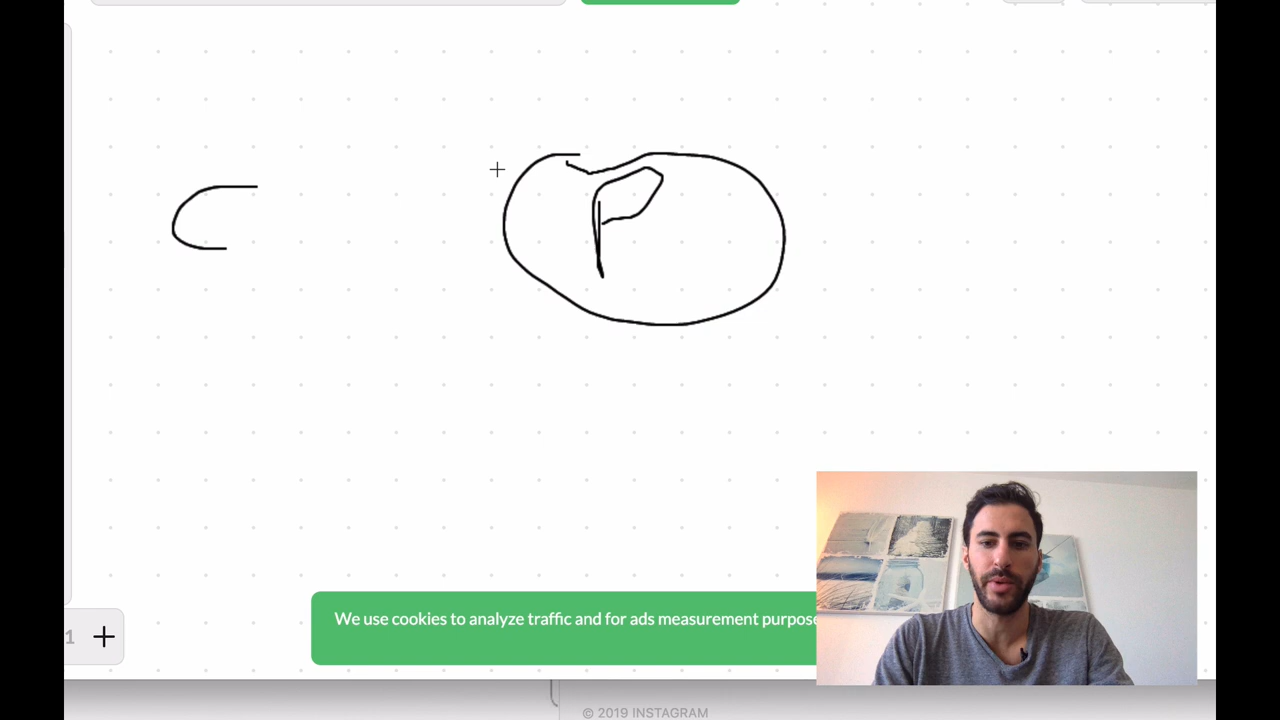 C P
1 +
We use cookies to analyze traffic and for ads measurement purpose
© 2019 INSTAGRAM